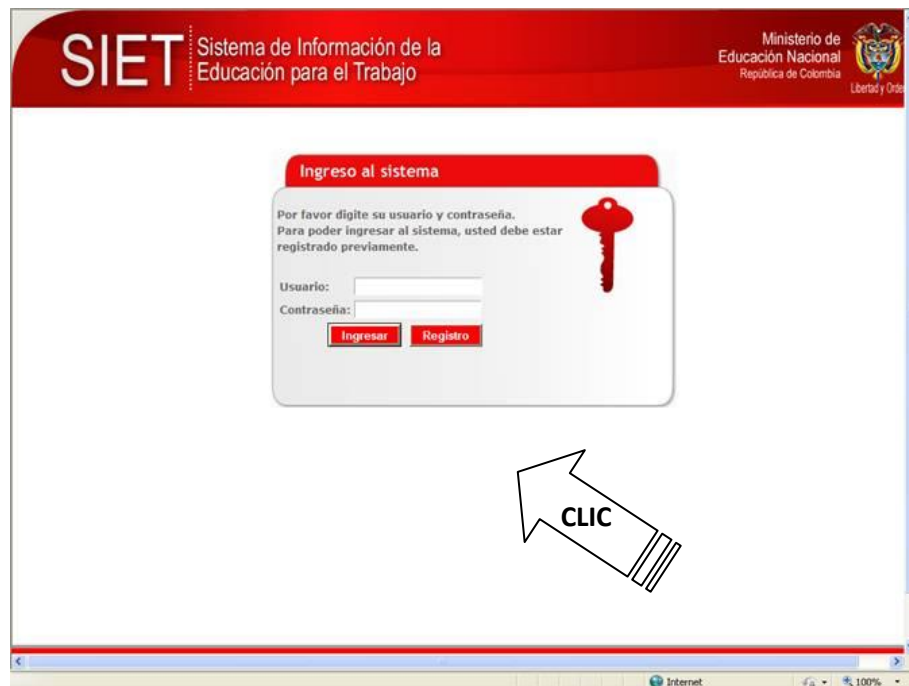 SIET
Sistema de Información de la
Educación para el Trabajo
Ministerio de
Educación Nacional
República de Colombia
Libertad y Orde
Ingreso al sistema
Por favor digite su usuario y contraseña.
Para poder ingresar al sistema, usted debe estar
registrado previamente.
Usuario:
Contraseña:
Ingresar Registro
CLIC
Internet
100%